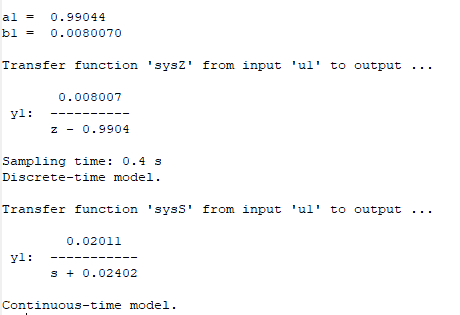 a1 =  0.99044
b1 =  0.0080070
Transfer function 'sysZ' from input 'u1' to output ...
0.008007
y1:  ----------
z - 0.9904
Sampling time: 0.4 s
Discrete-time model.
Transfer function 'sysS' from input 'u1' to output ...
0.02011
y1:  -----------
s + 0.02402
Continuous-time model.